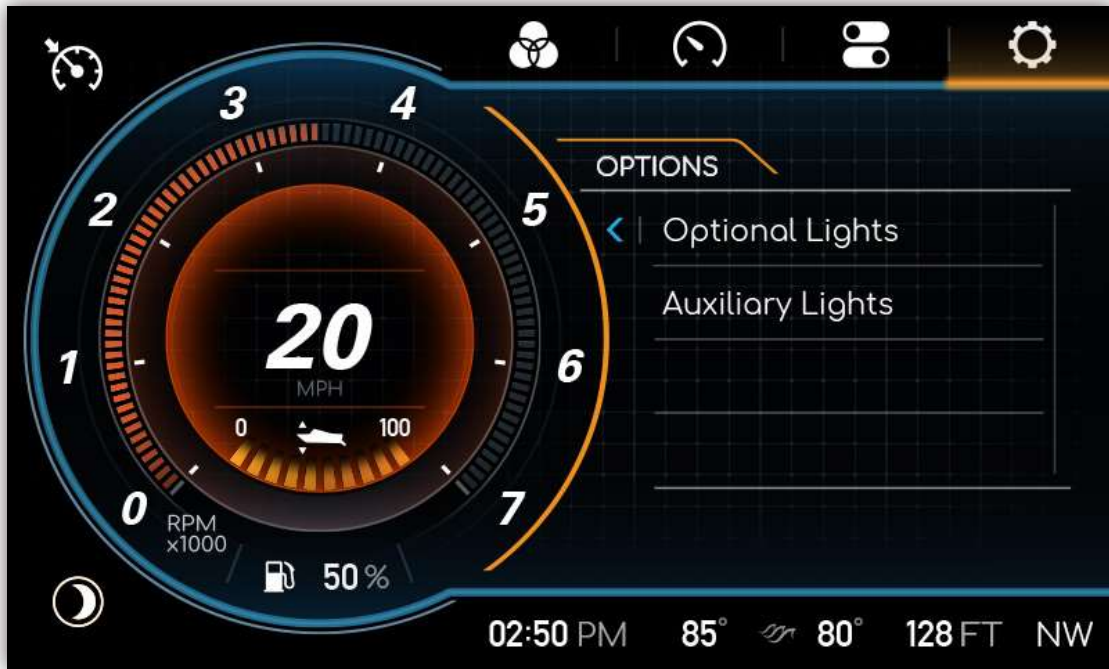 3
4
2
5
1
6
0
7
20
MPH
0
100
RPM
x1000
50%
OPTIONS
Optional Lights
Auxiliary Lights
02:50 PM 85° 80° 128 FT NW